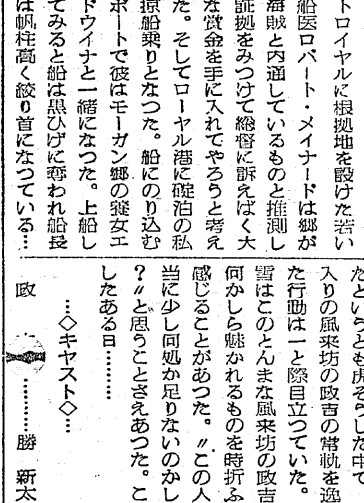 トロイヤルに根拠地を設けた若い
船医ロバート・メイナードは郷が
海賊と内通しているものと推測し
証拠をみつけて総督に訴えばく大
な賞金を手に入れてやろうと考え
た。そしてローヤル港に碇泊の私
掠船乗りとなつた。船にのり込む
ボートで彼はモーガン郷の養女エ
ドウイナと一緒になつた。上船し
てみると船は黒ひげに奪われ船長
は帆柱高く絞り首になつている…
そうした中で
入りの風来坊の政吉の常軌を逸
た行動は一と際目立つていた。
雪はこのとんまな風来坊の政吉
何かしら魅かれるものを時折ふ
感じることがあつた。〃この人
当に少し何処か足りないのかし
?〃と思うことさえあつた。こ
したある日………
…◇キヤスト◇…
政………勝 新太